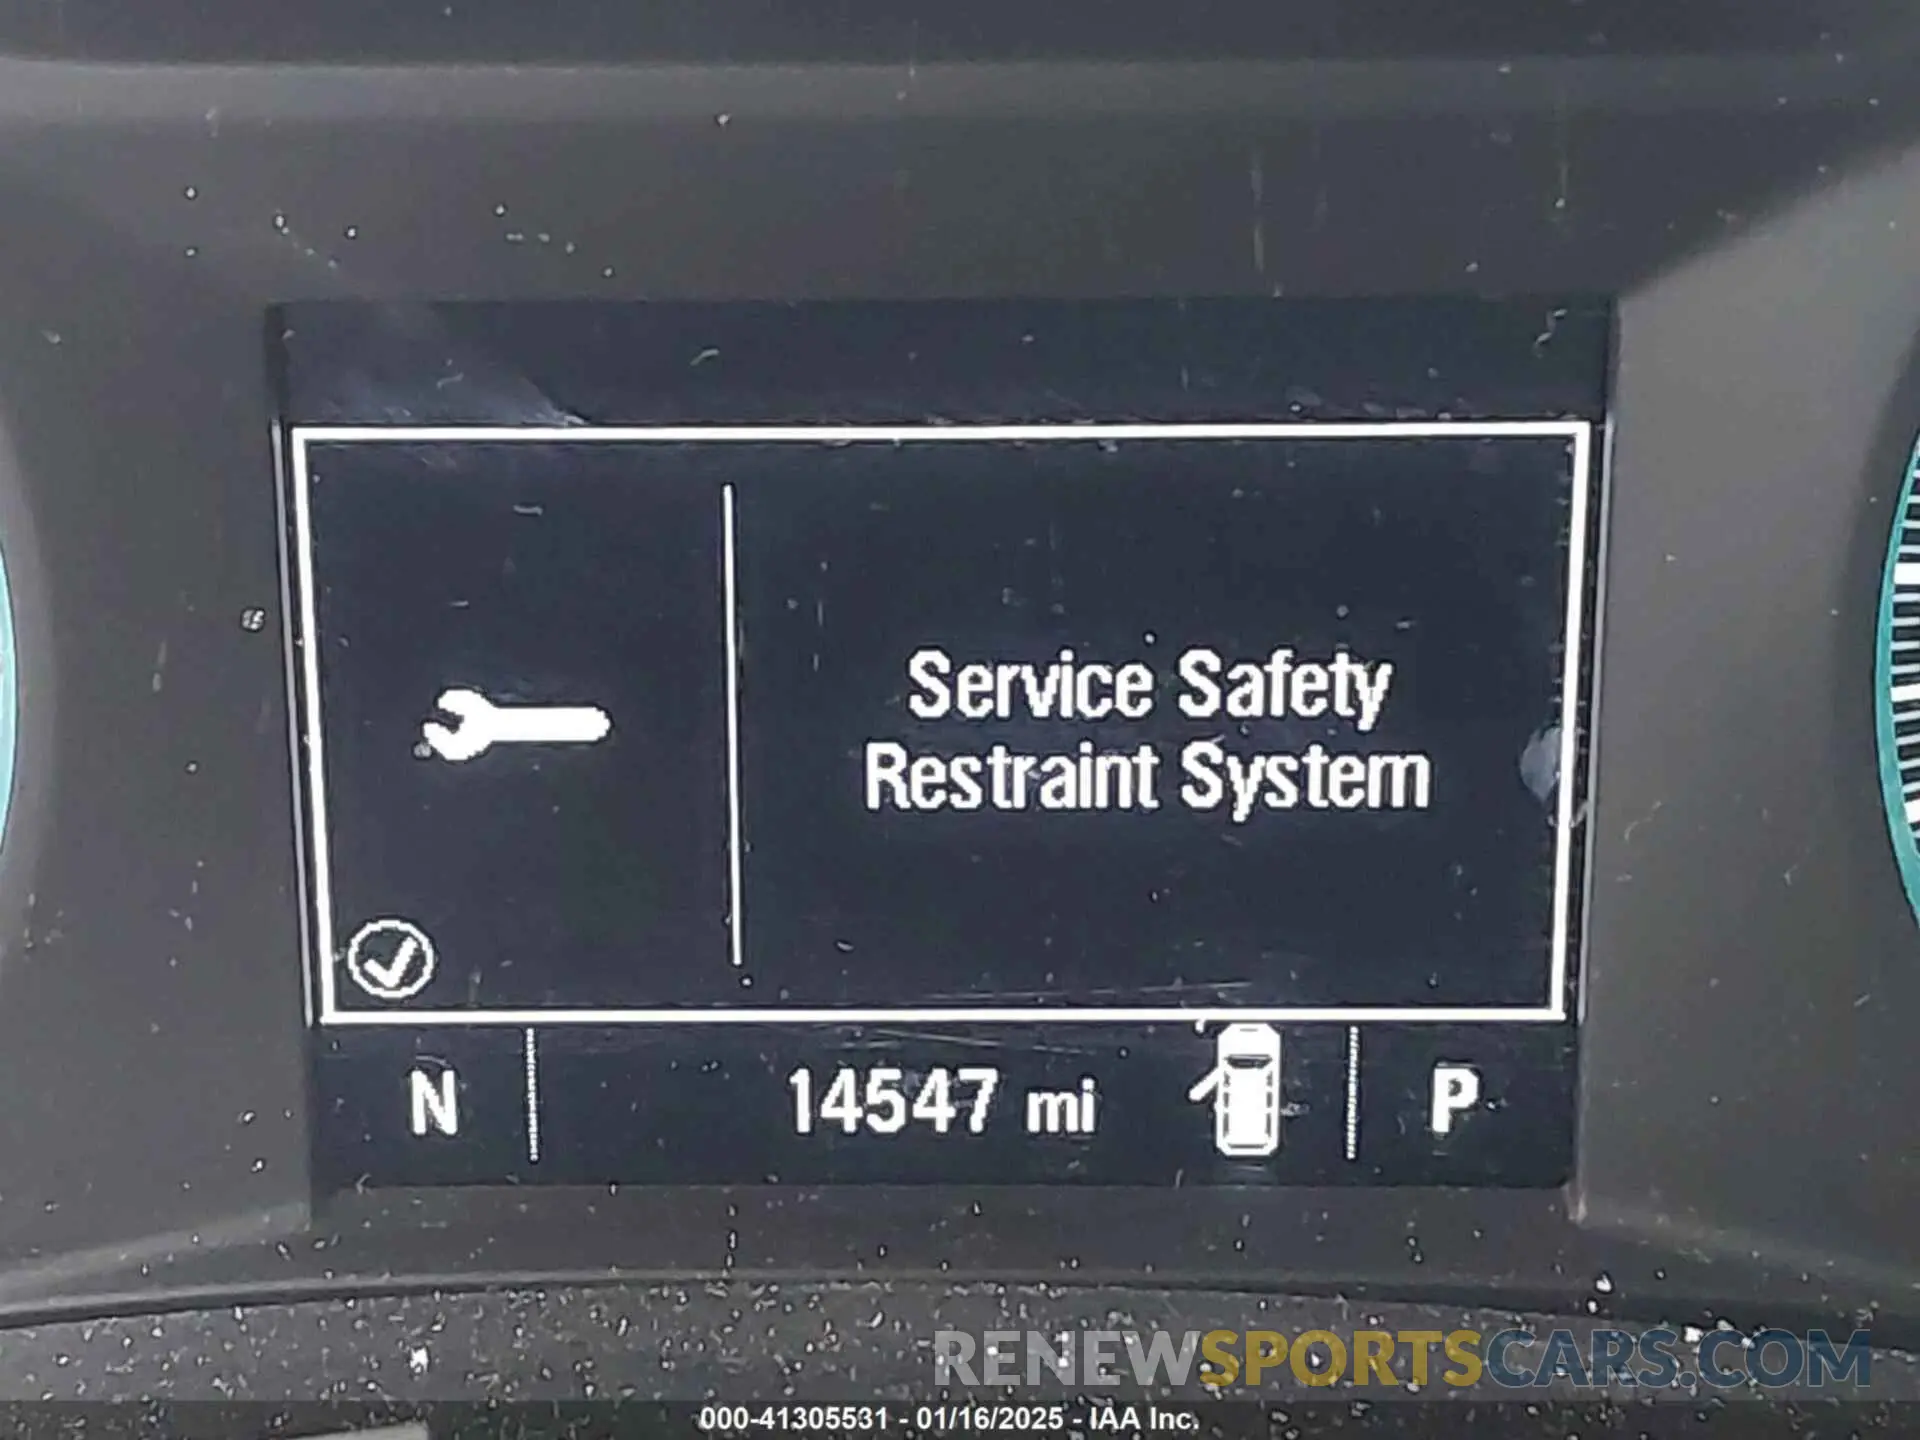 Service Safety
Restraint System
N 14547 mi P
RENEWSPORTSCARS.COM
000-41305531 - 01/16/2025 - IAA Inc.